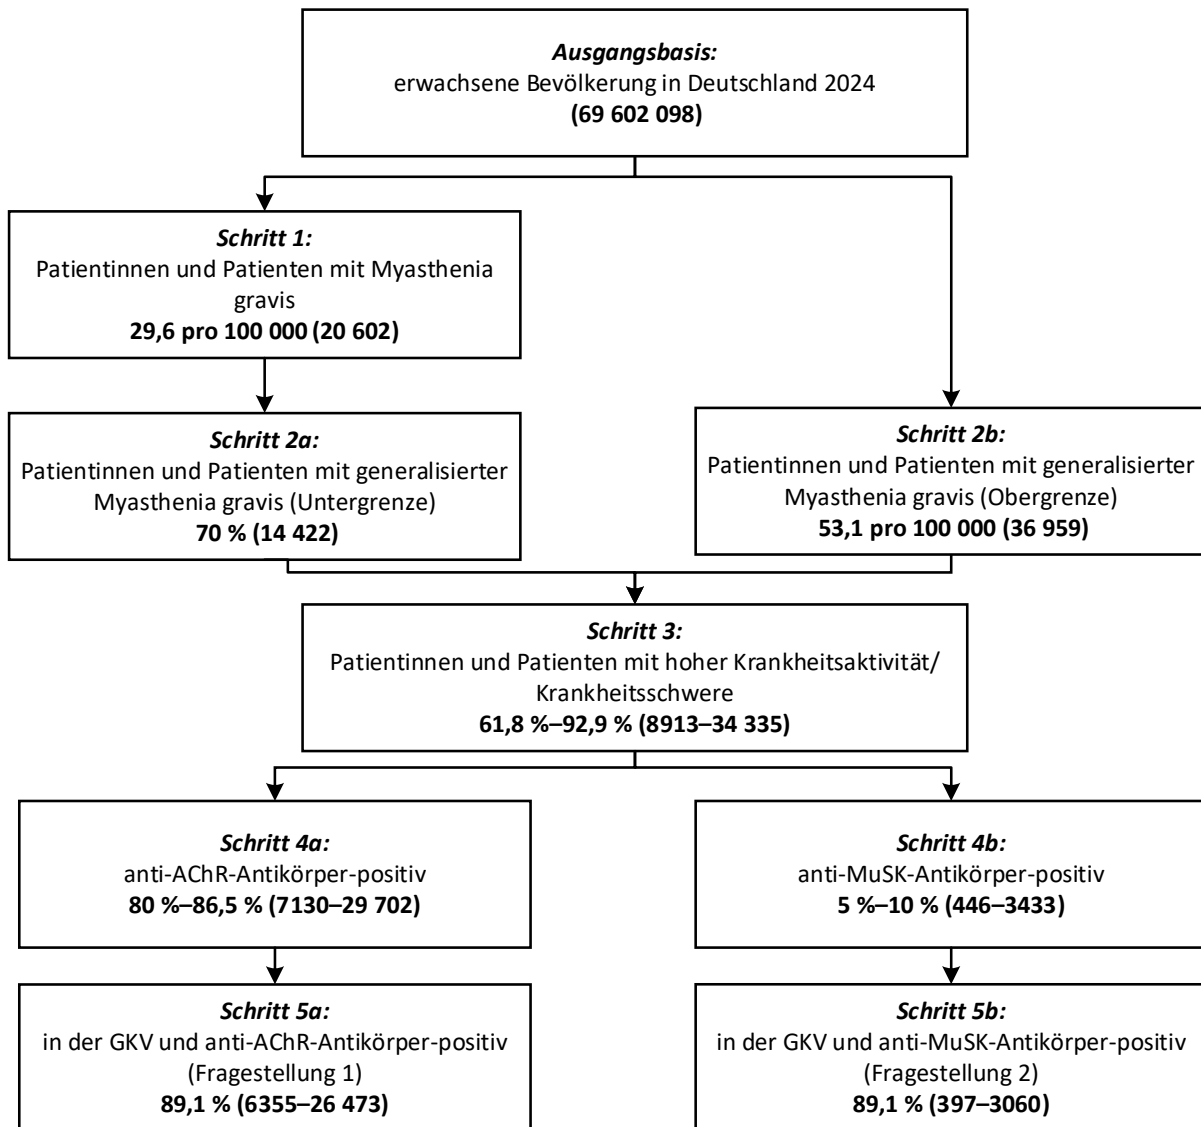 Ausgangsbasis:
erwachsene Bevölkerung in Deutschland 2024
(69 602 098)
Schritt 1:
Patientinnen und Patienten mit Myasthenia
gravis
29,6 pro 100 000 (20 602)
Schritt 2a:
Patientinnen und Patienten mit generalisierter
Myasthenia gravis (Untergrenze)
70 % (14 422)
Schritt 2b:
Patientinnen und Patienten mit generalisierter
Myasthenia gravis (Obergrenze)
53,1 pro 100 000 (36 959)
Schritt 3:
Patientinnen und Patienten mit hoher Krankheitsaktivität/
Krankheitsschwere
61,8 %–92,9 % (8913–34 335)
Schritt 4a:
anti-AChR-Antikörper-positiv
80 %–86,5 % (7130–29 702)
Schritt 4b:
anti-MuSK-Antikörper-positiv
5 %–10 % (446–3433)
Schritt 5a:
in der GKV und anti-AChR-Antikörper-positiv
(Fragestellung 1)
89,1 % (6355–26 473)
Schritt 5b:
in der GKV und anti-MuSK-Antikörper-positiv
(Fragestellung 2)
89,1 % (397–3060)